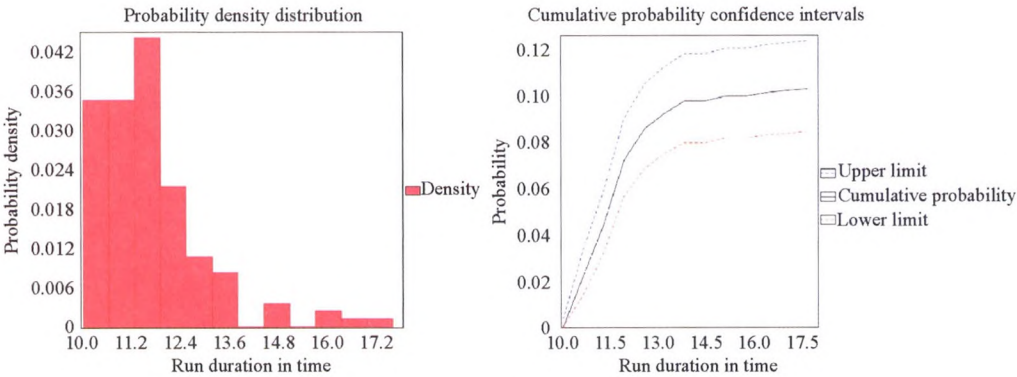 Probability density distribution
Probability density
0.042
0.036
0.030
0.024
0.018
0.012
0.006
0
10.0 11.2 12.4 13.6 14.8 16.0 17.2
Run duration in time
Density
Cumulative probability confidence intervals
Probability
0.12
0.10
0.08
0.06
0.04
0.02
0
10.0 11.5 13.0 14.5 16.0 17.5
Run duration in time
Upper limit
Cumulative probability
Lower limit